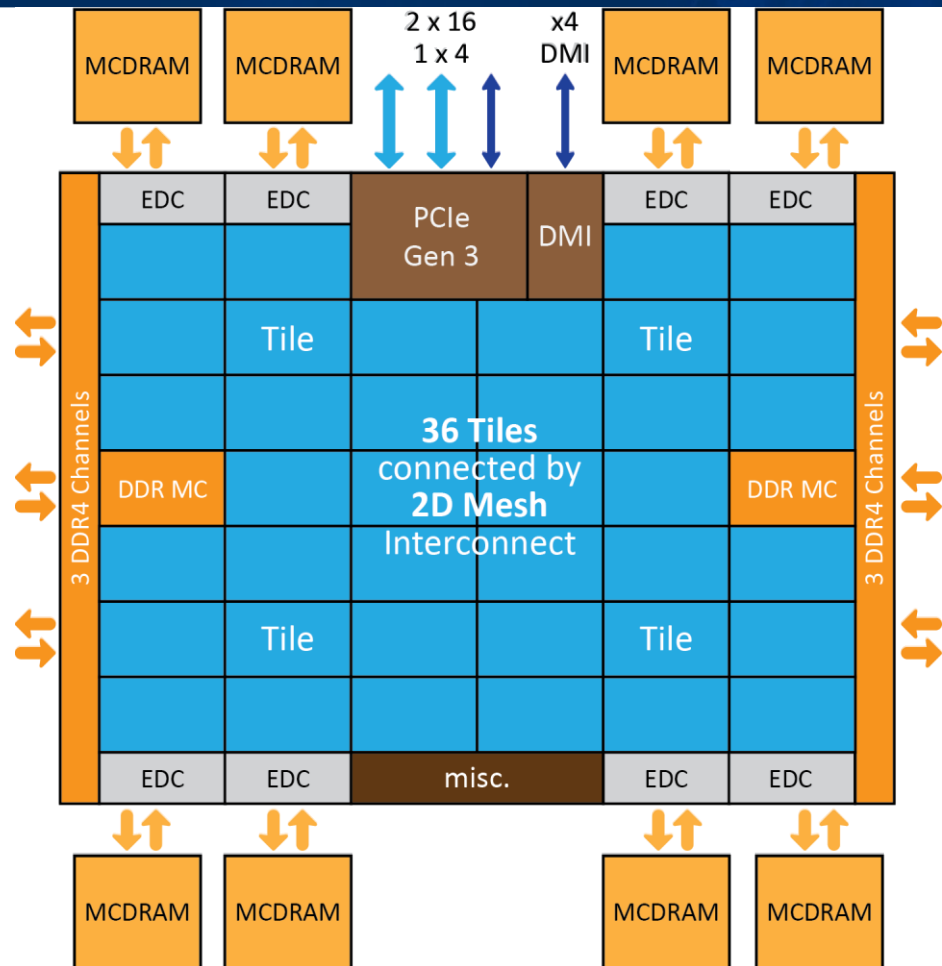 2 x 16
1 x 4
x4
DMI
MCDRAM
MCDRAM
MCDRAM
MCDRAM
EDC
EDC
PCIe
Gen 3
DMI
EDC
EDC
Tile
Tile
3 DDR4 Channels
36 Tiles
connected by
2D Mesh
Interconnect
DDR MC
DDR MC
3 DDR4 Channels
Tile
Tile
EDC
EDC
misc.
EDC
EDC
MCDRAM
MCDRAM
MCDRAM
MCDRAM